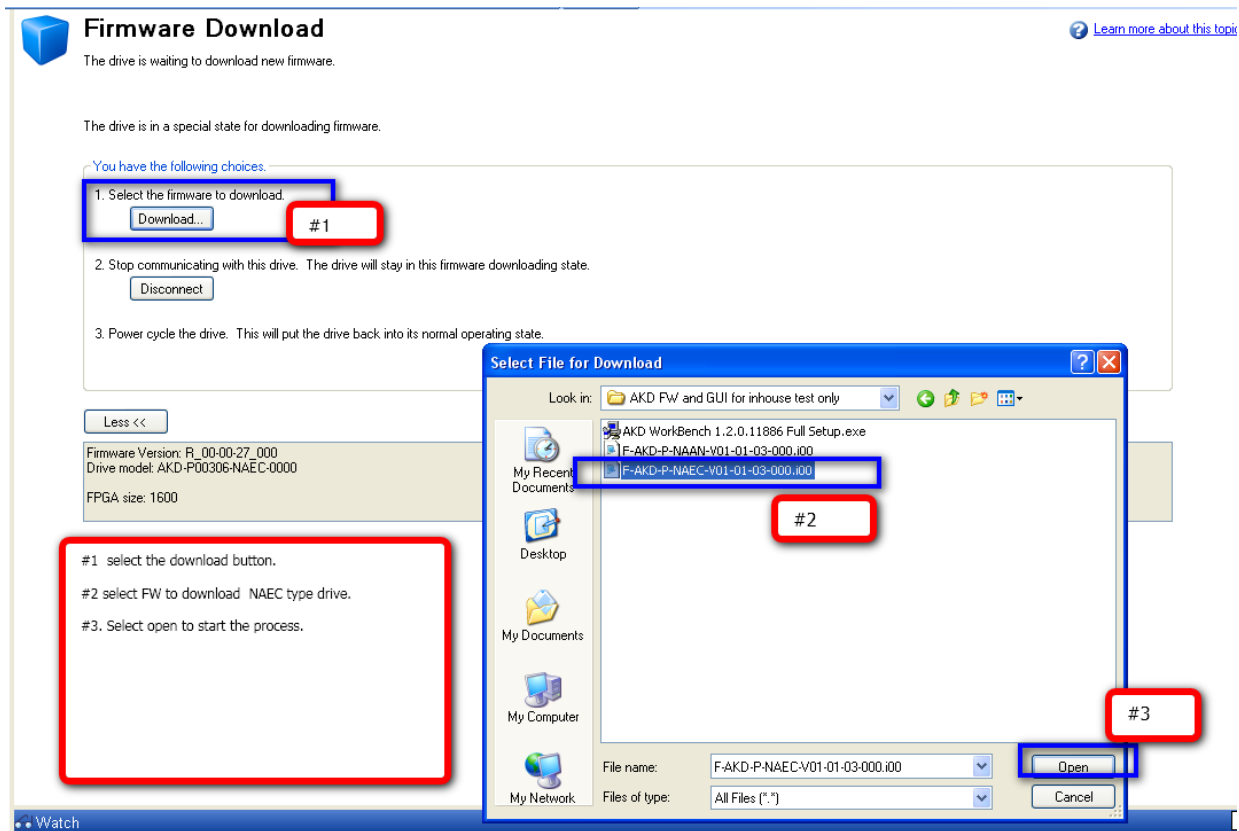 Firmware Download
Learn more about this topic
The drive is waiting to download new firmware.
The drive is in a special state for downloading firmware.
You have the following choices.
1. Select the firmware to download.
Download...
#1
2. Stop communicating with this drive. The drive will stay in this firmware downloading state.
Disconnect
3. Power cycle the drive. This will put the drive back into its normal operating state.
Less <<
Firmware Version: R_00-00-27_000
Drive model: AKD-P00306-NAEC-0000
FPGA size: 1600
#1 select the download button.
#2 select FW to download NAEC type drive.
#3. Select open to start the process.
Select File for Download
Look in:
AKD FW and GUI for inhouse test only
AKD WorkBench 1.2.0.11886 Full Setup.exe
F-AKD-P-NAAN-V01-01-03-000.i00
F-AKD-P-NAEC-V01-01-03-000.i00
#2
My Recent
Documents
Desktop
My Documents
My Computer
My Network
#3
File name:
F-AKD-P-NAEC-V01-01-03-000.i00
Open
Files of type:
All Files (*.*)
Cancel
Watch